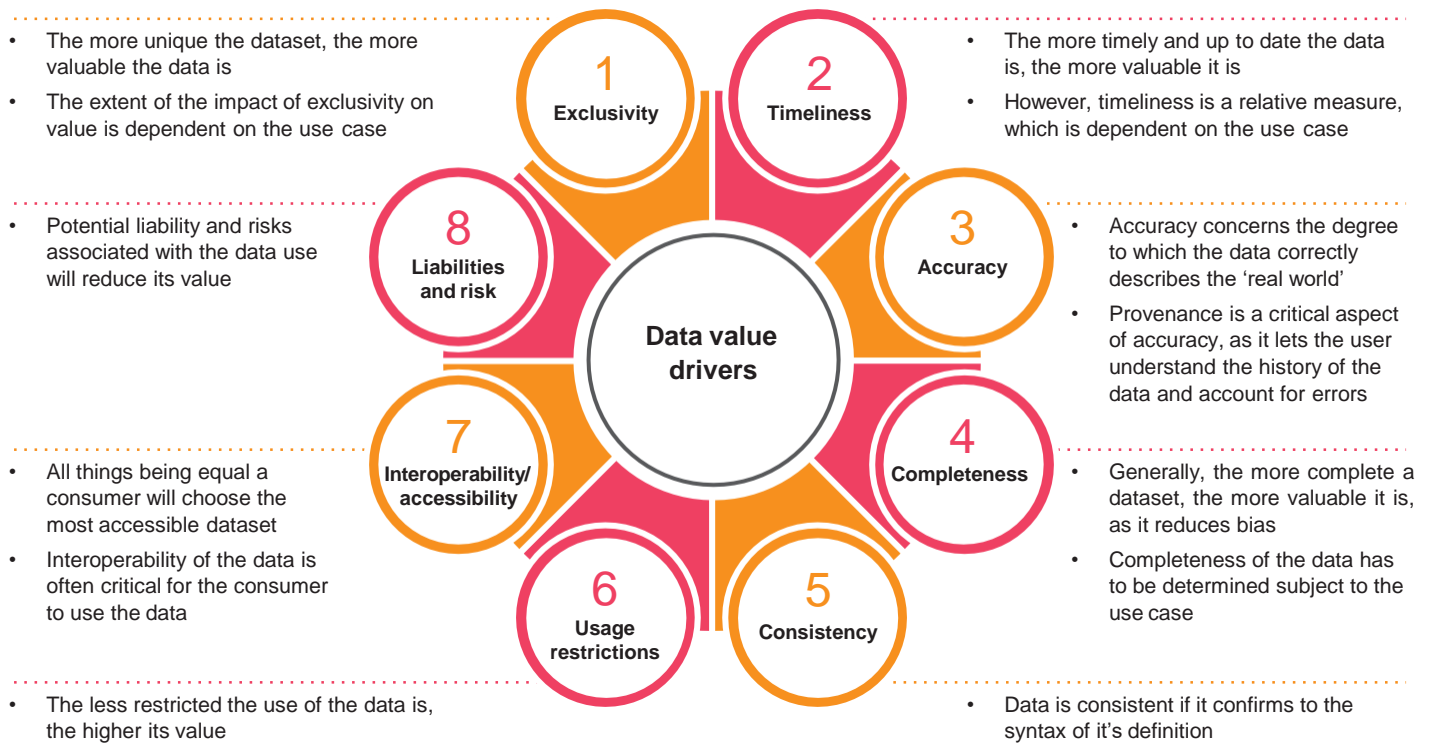 • The more unique the dataset, the more
valuable the data is
• The extent of the impact of exclusivity on
value is dependent on the use case
1
Exclusivity
2
Timeliness
• The more timely and up to date the data
is, the more valuable it is
• However, timeliness is a relative measure,
which is dependent on the use case
• Potential liability and risks
associated with the data use
will reduce its value
8
Liabilities
and risk
3
Accuracy
• Accuracy concerns the degree
to which the data correctly
describes the ‘real world’
• Provenance is a critical aspect
of accuracy, as it lets the user
understand the history of the
data and account for errors
Data value
drivers
• All things being equal a
consumer will choose the
most accessible dataset
• Interoperability of the data is
often critical for the consumer
to use the data
7
Interoperability/
accessibility
4
Completeness
• Generally, the more complete a
dataset, the more valuable it is,
as it reduces bias
• Completeness of the data has
to be determined subject to the
use case
6
Usage
restrictions
5
Consistency
• The less restricted the use of the data is,
the higher its value
• Data is consistent if it confirms to the
syntax of it’s definition